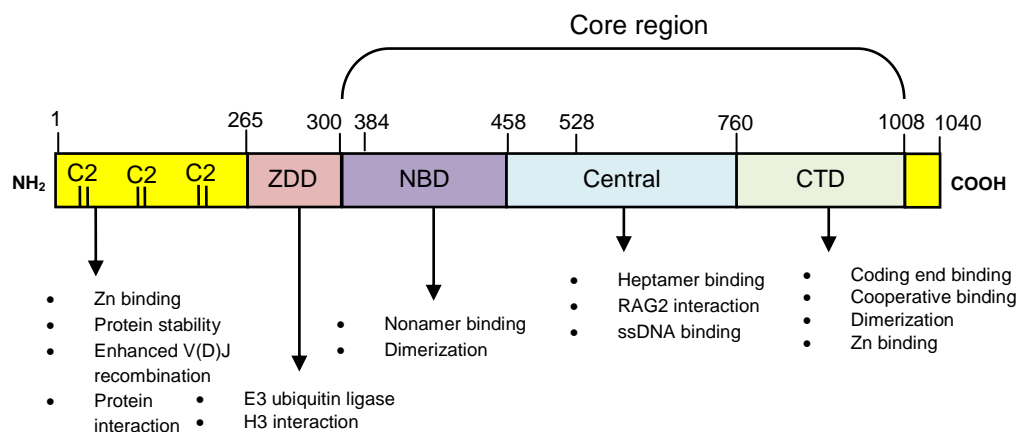 Core region
1 265 300 384 458 528 760 1008 1040
NH2 C2 C2 C2 ZDD NBD Central CTD COOH
• Zn binding
• Protein stability
• Enhanced V(D)J
recombination
• Protein
interaction
• E3 ubiquitin ligase
• H3 interaction
• Nonamer binding
• Dimerization
• Heptamer binding
• RAG2 interaction
• ssDNA binding
• Coding end binding
• Cooperative binding
• Dimerization
• Zn binding